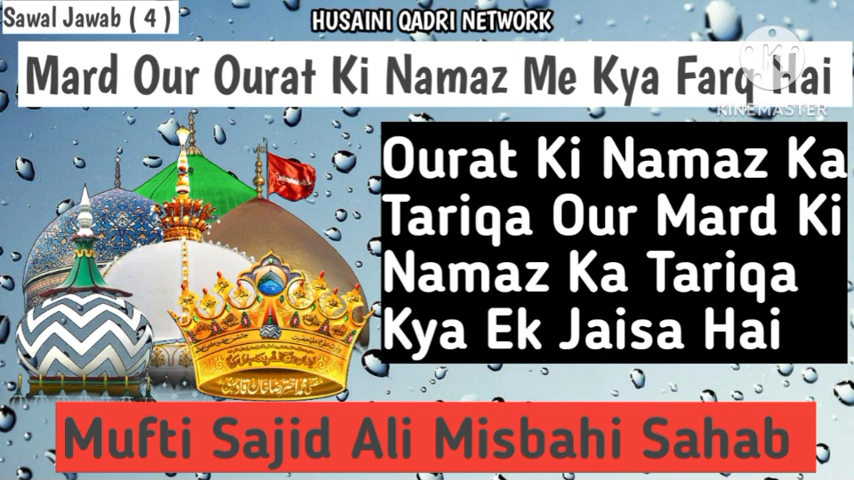 Sawal Jawab ( 4 )
HUSAINI QADRI NETWORK
Mard Our Ourat Ki Namaz Me Kya Farq Hai
KINEMASTER
Ourat Ki Namaz Ka
Tariqa Our Mard Ki
Namaz Ka Tariqa
Kya Ek Jaisa Hai
Mufti Sajid Ali Misbahi Sahab